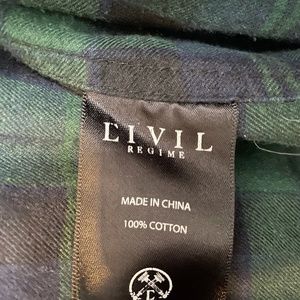 CIVIL
REGIME
MADE IN CHINA
100% COTTON